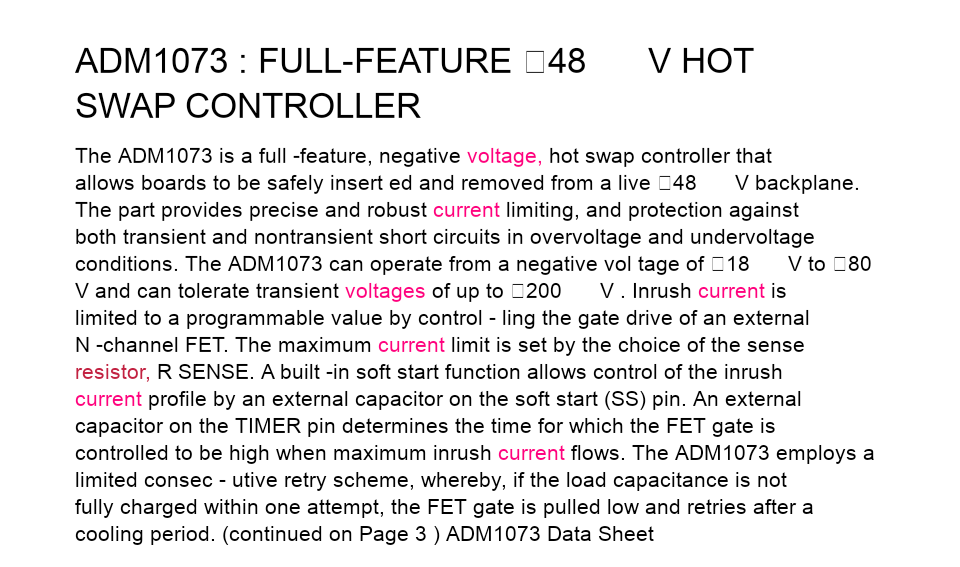 ADM1073 : FULL-FEATURE □48 V HOT
SWAP CONTROLLER
The ADM1073 is a full -feature, negative voltage, hot swap controller that
allows boards to be safely insert ed and removed from a live □48 V backplane.
The part provides precise and robust current limiting, and protection against
both transient and nontransient short circuits in overvoltage and undervoltage
conditions. The ADM1073 can operate from a negative vol tage of □18 V to □80
V and can tolerate transient voltages of up to □200 V . Inrush current is
limited to a programmable value by control - ling the gate drive of an external
N -channel FET. The maximum current limit is set by the choice of the sense
resistor, R SENSE. A built -in soft start function allows control of the inrush
current profile by an external capacitor on the soft start (SS) pin. An external
capacitor on the TIMER pin determines the time for which the FET gate is
controlled to be high when maximum inrush current flows. The ADM1073 employs a
limited consec - utive retry scheme, whereby, if the load capacitance is not
fully charged within one attempt, the FET gate is pulled low and retries after a
cooling period. (continued on Page 3 ) ADM1073 Data Sheet